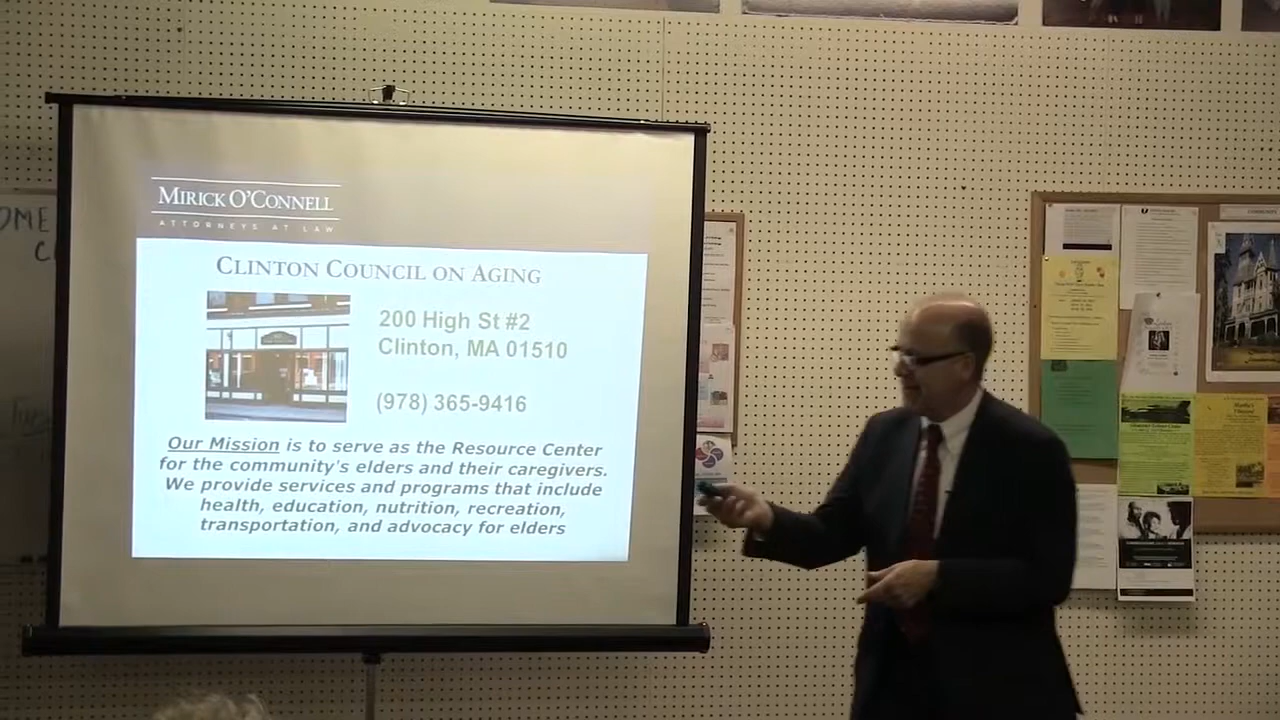 OME
C
MIRICK O'CONNELL
ATTORNEYS AT LAW
CLINTON COUNCIL ON AGING
200 High St #2
Clinton, MA 01510
(978) 365-9416
Our Mission is to serve as the Resource Center
for the community's elders and their caregivers.
We provide services and programs that include
health, education, nutrition, recreation,
transportation, and advocacy for elders